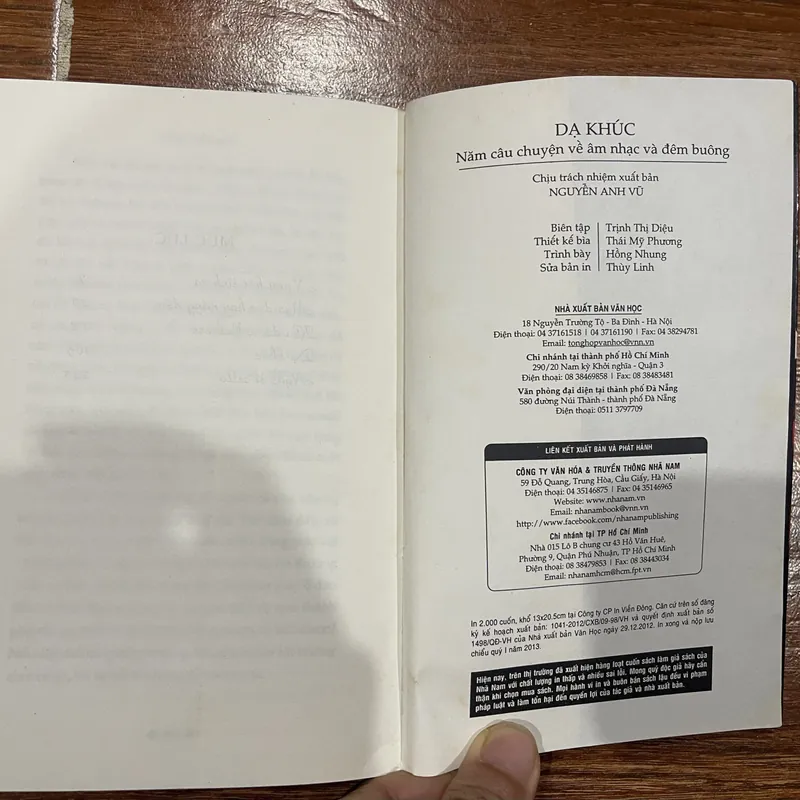 DẠ KHÚC
Năm câu chuyện về âm nhạc và đêm buông
Chịu trách nhiệm xuất bản
NGUYỄN ANH VŨ
Biên tập | Trịnh Thị Diệu
Thiết kế bìa | Thái Mỹ Phương
Trình bày | Hồng Nhung
Sửa bản in | Thùy Linh
NHÀ XUẤT BẢN VĂN HỌC
18 Nguyễn Trường Tộ - Ba Đình - Hà Nội
Điện thoại: 04 37161518 | 04 37161190 | Fax: 04 38294781
Email: tonghopvanhoc@vnn.vn
Chi nhánh tại thành phố Hồ Chí Minh
290/20 Nam kỳ Khởi nghĩa - Quận 3
Điện thoại: 08 38469858 | Fax: 08 38483481
Văn phòng đại diện tại thành phố Đà Nẵng
580 đường Núi Thành - thành phố Đà Nẵng
Điện thoại: 0511 3797709
LIÊN KẾT XUẤT BẢN VÀ PHÁT HÀNH
CÔNG TY VĂN HÓA & TRUYỀN THÔNG NHÃ NAM
59 Đỗ Quang, Trung Hòa, Cầu Giấy, Hà Nội
Điện thoại: 04 35146875 | Fax: 04 35146965
Website: www.nhanam.vn
Email: nhanambook@vnn.vn
http://www.facebook.com/nhanampublishing
Chi nhánh tại TP Hồ Chí Minh
Nhà 015 Lô B chung cư 43 Hồ Văn Huê,
Phường 9, Quận Phú Nhuận, TP Hồ Chí Minh
Điện thoại: 08 38479853 | Fax: 08 38443034
Email: nhanamhcm@hcm.fpt.vn
In 2.000 cuốn, khổ 13x20.5cm tại Công ty CP In Viễn Đông. Căn cứ trên số đăng
ký kế hoạch xuất bản: 1041-2012/CXB/09-98/VH và quyết định xuất bản số
1498/QĐ-VH của Nhà xuất bản Văn Học ngày 29.12.2012. In xong và nộp lưu
chiểu quý I năm 2013.
Hiện nay, trên thị trường đã xuất hiện hàng loạt cuốn sách làm giả sách của
Nhã Nam với chất lượng in thấp và nhiều sai lỗi. Mong quý độc giả hãy cẩn
thận khi chọn mua sách. Mọi hành vi in và buôn bán sách lậu đều vi phạm
pháp luật và làm tổn hại đến quyền lợi của tác giả và nhà xuất bản.